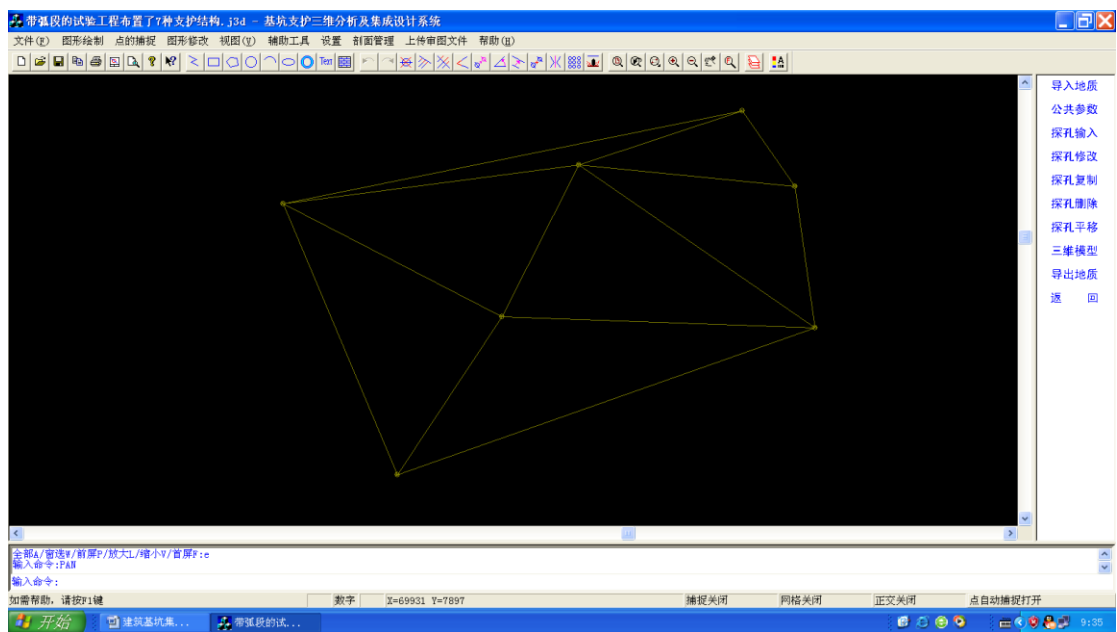 带弧段的试验工程布置了7种支护结构.j3d - 基坑支护三维分析及集成设计系统
文件(F) 图形绘制 点的捕捉 图形修改 视图(V) 辅助工具 设置 剖面管理 上传审图文件 帮助(H)
Text
导入地质
公共参数
探孔输入
探孔修改
探孔复制
探孔删除
探孔平移
三维模型
导出地质
返 回
全部A/窗选W/前屏P/放大L/缩小V/首屏F:e
输入命令:PAN
输入命令:
如需帮助, 请按F1键 数字 X=69931 Y=7897 捕捉关闭 网格关闭 正交关闭 点自动捕捉打开
开始 建筑基坑集... 带弧段的试... 9:35